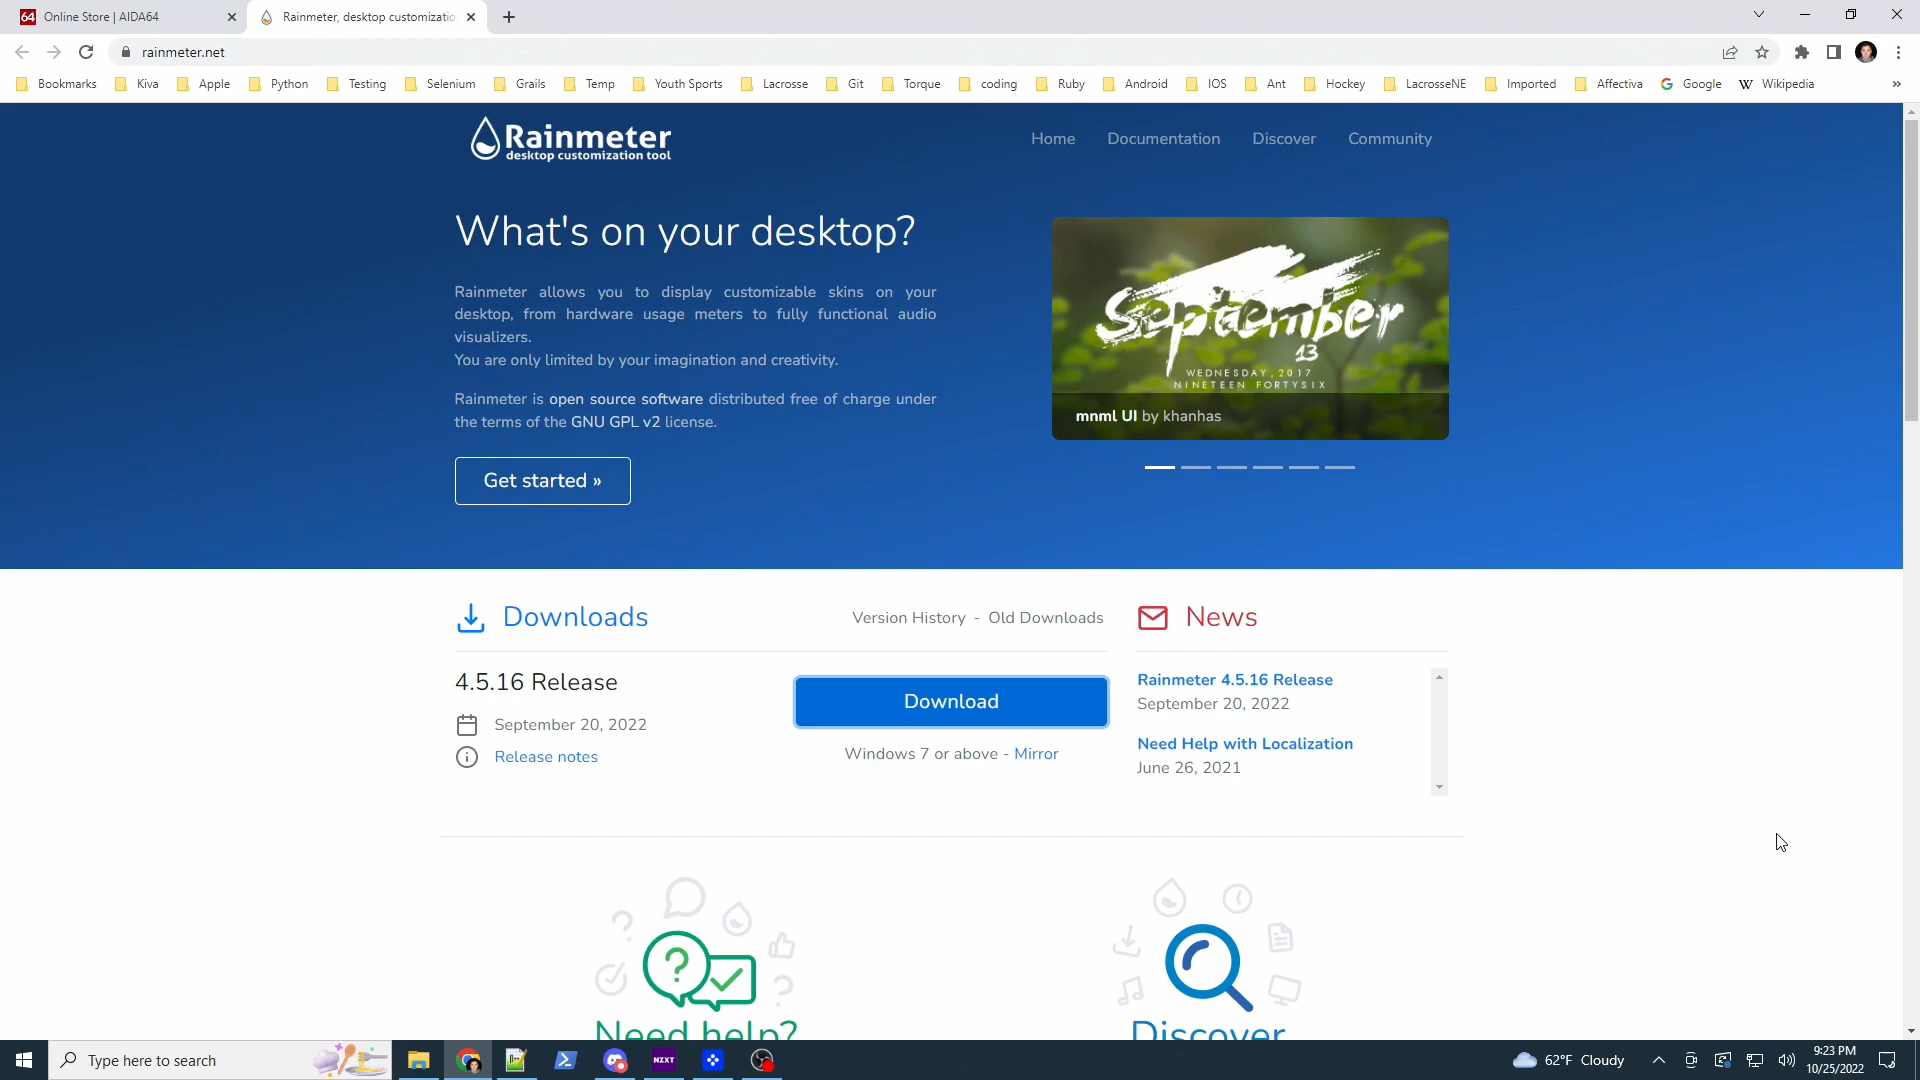 Online Store | AIDA64
Rainmeter, desktop customizatio
rainmeter.net
Bookmarks
Kiva
Apple
Python
Testing
Selenium
Grails
Temp
Youth Sports
Lacrosse
Git
Torque
coding
Ruby
Android
IOS
Ant
Hockey
LacrosseNE
Imported
Affectiva
Google
Wikipedia
»
Rainmeter
desktop customization tool
Home
Documentation
Discover
Community
What's on your desktop?
Rainmeter allows you to display customizable skins on your
desktop, from hardware usage meters to fully functional audio
visualizers.
You are only limited by your imagination and creativity.
Rainmeter is open source software distributed free of charge under
the terms of the GNU GPL v2 license.
Get started »
September
13
WEDNESDAY, 2017
NINETEEN FORTYSIX
mnml UI by khanhas
Downloads
Version History - Old Downloads
4.5.16 Release
September 20, 2022
Release notes
Download
Windows 7 or above - Mirror
News
Rainmeter 4.5.16 Release
September 20, 2022
Need Help with Localization
June 26, 2021
Need help?
Discover
Type here to search
NZXT
62°F Cloudy
9:23 PM
10/25/2022